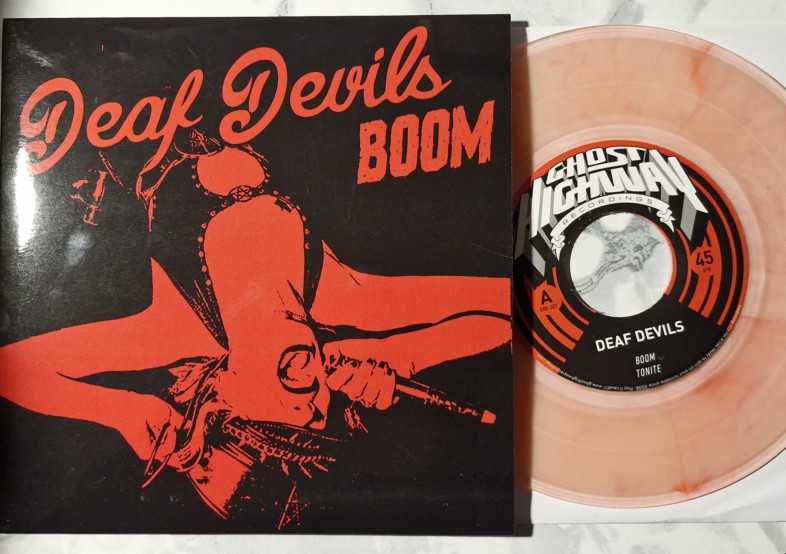 Deaf Devils
BOOM
GHOST
HIGHWAY
RECORDINGS
A
45
RPM
DEAF DEVILS
BOOM
TONITE